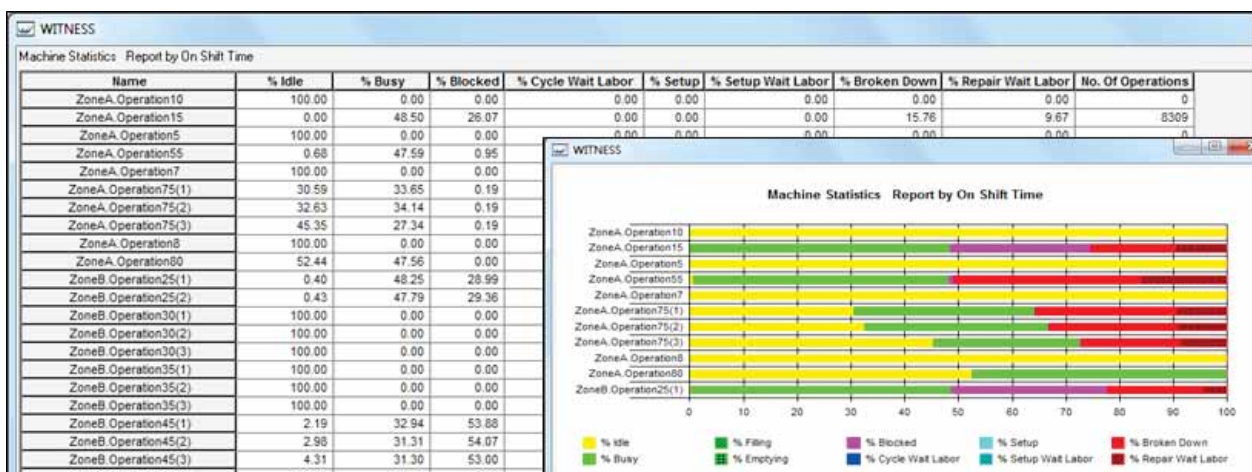 WITNESS
Machine Statistics Report by On Shift Time
Name % Idle % Busy % Blocked % Cycle Wait Labor % Setup % Setup Wait Labor % Broken Down % Repair Wait Labor No. Of Operations
ZoneA.Operation10 100.00 0.00 0.00 0.00 0.00 0.00 0.00 0.00 0
ZoneA.Operation15 0.00 48.50 26.07 0.00 0.00 0.00 15.76 9.67 8309
ZoneA.Operation5 100.00 0.00 0.00 0.00 0.00 0.00 0.00 0.00 0
ZoneA.Operation55 0.68 47.59 0.95
ZoneA.Operation7 100.00 0.00 0.00
ZoneA.Operation75(1) 30.59 33.65 0.19
ZoneA.Operation75(2) 32.63 34.14 0.19
ZoneA.Operation75(3) 45.35 27.34 0.19
ZoneA.Operation8 100.00 0.00 0.00
ZoneA.Operation80 52.44 47.56 0.00
ZoneB.Operation25(1) 0.40 48.25 28.99
ZoneB.Operation25(2) 0.43 47.79 29.36
ZoneB.Operation30(1) 100.00 0.00 0.00
ZoneB.Operation30(2) 100.00 0.00 0.00
ZoneB.Operation30(3) 100.00 0.00 0.00
ZoneB.Operation35(1) 100.00 0.00 0.00
ZoneB.Operation35(2) 100.00 0.00 0.00
ZoneB.Operation35(3) 100.00 0.00 0.00
ZoneB.Operation45(1) 2.19 32.94 53.88
ZoneB.Operation45(2) 2.98 31.31 54.07
ZoneB.Operation45(3) 4.31 31.30 53.00
WITNESS
Machine Statistics Report by On Shift Time
ZoneA.Operation10
ZoneA.Operation15
ZoneA.Operation5
ZoneA.Operation55
ZoneA.Operation7
ZoneA.Operation75(1)
ZoneA.Operation75(2)
ZoneA.Operation75(3)
ZoneA.Operation8
ZoneA.Operation80
ZoneB.Operation25(1)
0 10 20 30 40 50 60 70 80 90 100
% Idle % Filling % Blocked % Setup % Broken Down
% Busy % Emptying % Cycle Wait Labor % Setup Wait Labor % Repair Wait Labor